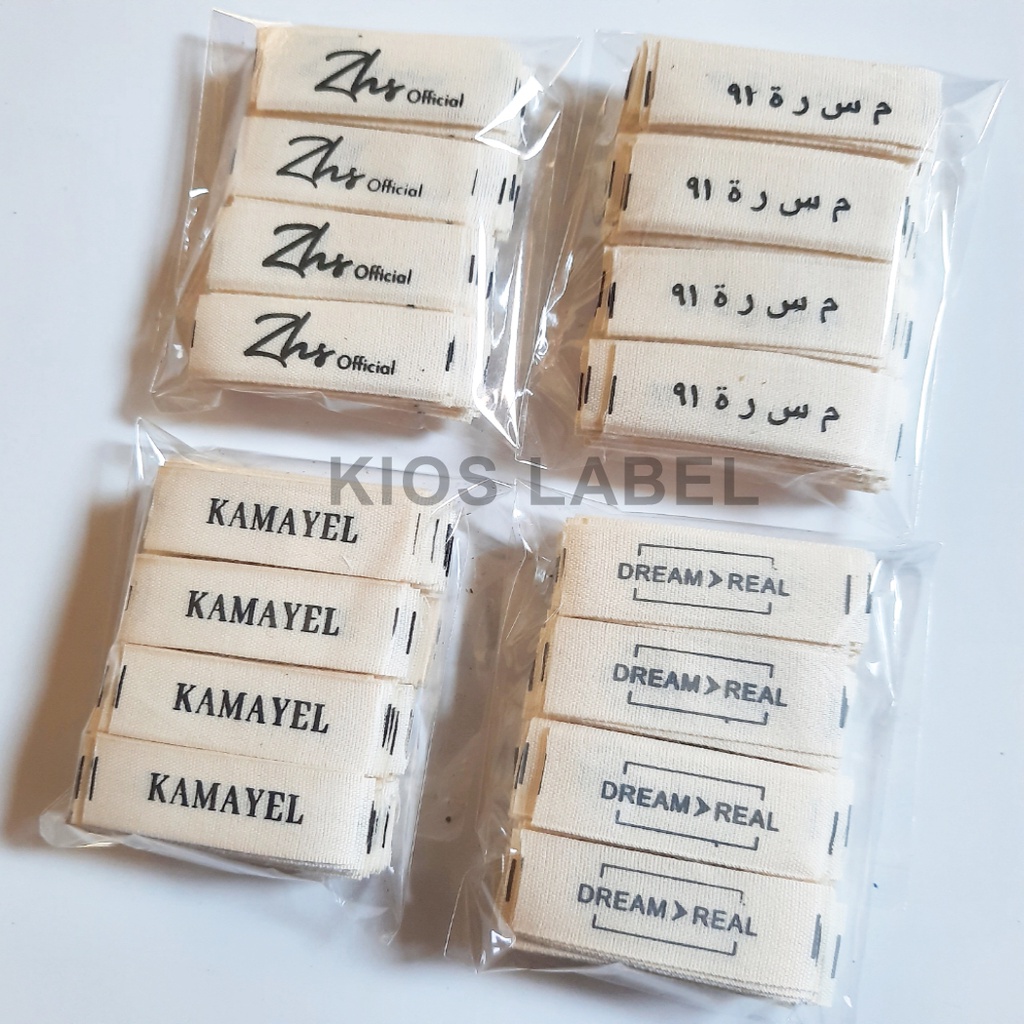 Zhs Official
Zhs Official
Zhs Official
Zhs Official
م س ر ة ٩١
م س ر ة ٩١
م س ر ة ٩١
م س ر ة ٩١
KIOS LABEL
KAMAYEL
KAMAYEL
KAMAYEL
KAMAYEL
DREAM > REAL
DREAM > REAL
DREAM > REAL
DREAM > REAL